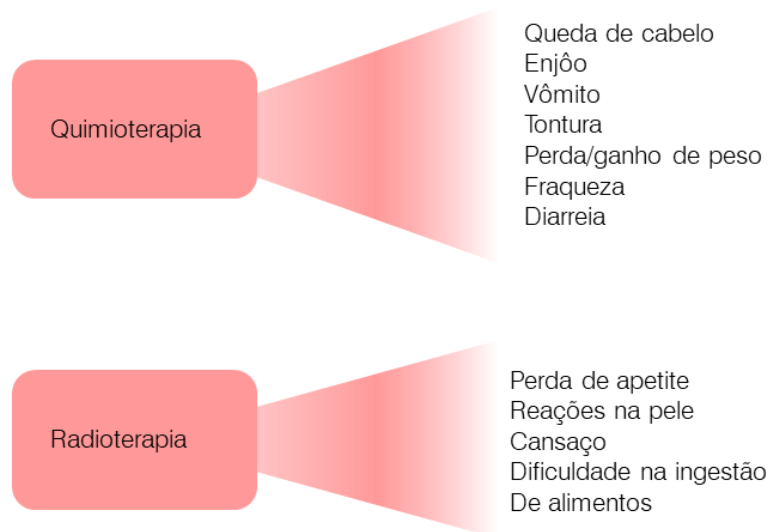 Quimioterapia
Queda de cabelo
Enjôo
Vômito
Tontura
Perda/ganho de peso
Fraqueza
Diarreia
Radioterapia
Perda de apetite
Reações na pele
Cansaço
Dificuldade na ingestão
De alimentos